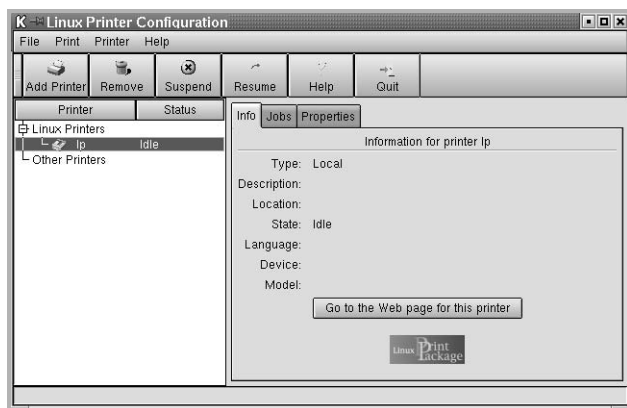 K Linux Printer Configuration
File Print Printer Help
Add Printer Remove Suspend Resume Help Quit
Printer Status
Linux Printers
lp Idle
Other Printers
Info Jobs Properties
Information for printer lp
Type: Local
Description:
Location:
State: Idle
Language:
Device:
Model:
Go to the Web page for this printer
Linux Print Package